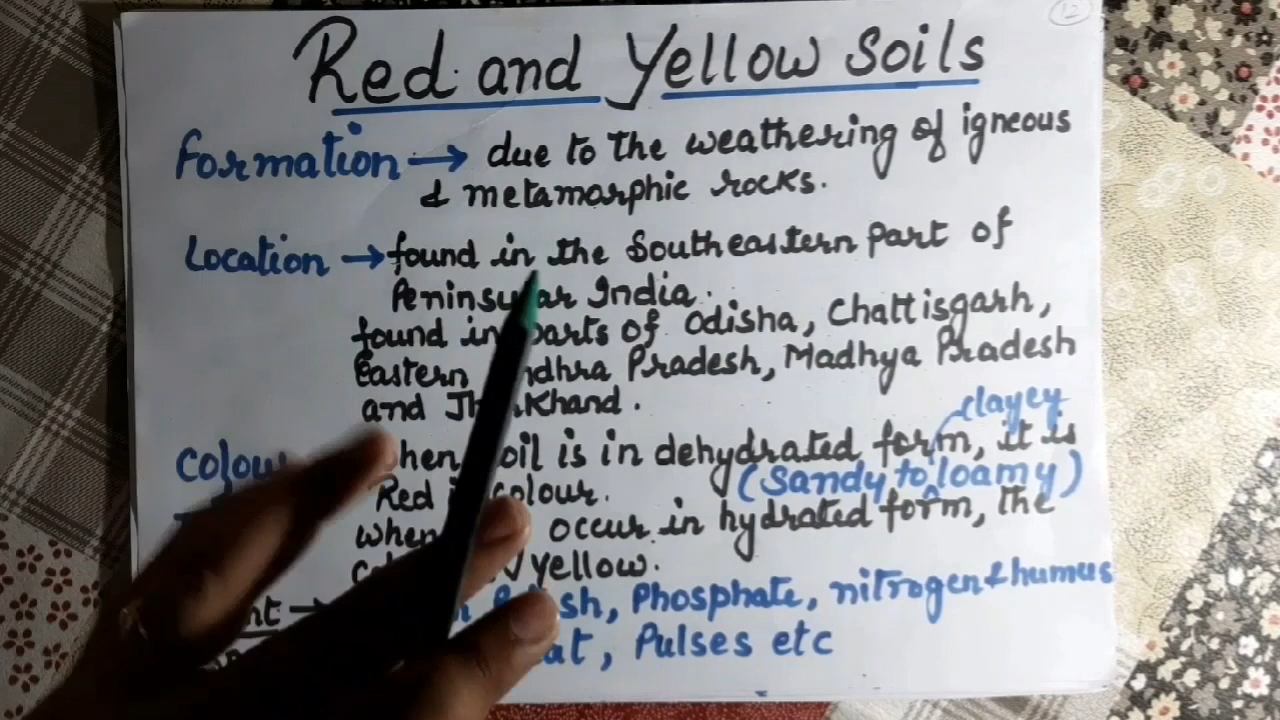 12
Red and Yellow Soils
Formation → due to the weathering of igneous
& metamorphic rocks.
Location → found in the Southeastern part of
Peninsular India.
found in parts of Odisha, Chattisgarh,
Eastern Andhra Pradesh, Madhya Pradesh
and Jharkhand.
Colour soil is in dehydrated form, it is
clayey
Red colour. (Sandy to loamy)
when occur in hydrated form, the
yellow.
→ Phosphate, nitrogen & humus
, Pulses etc